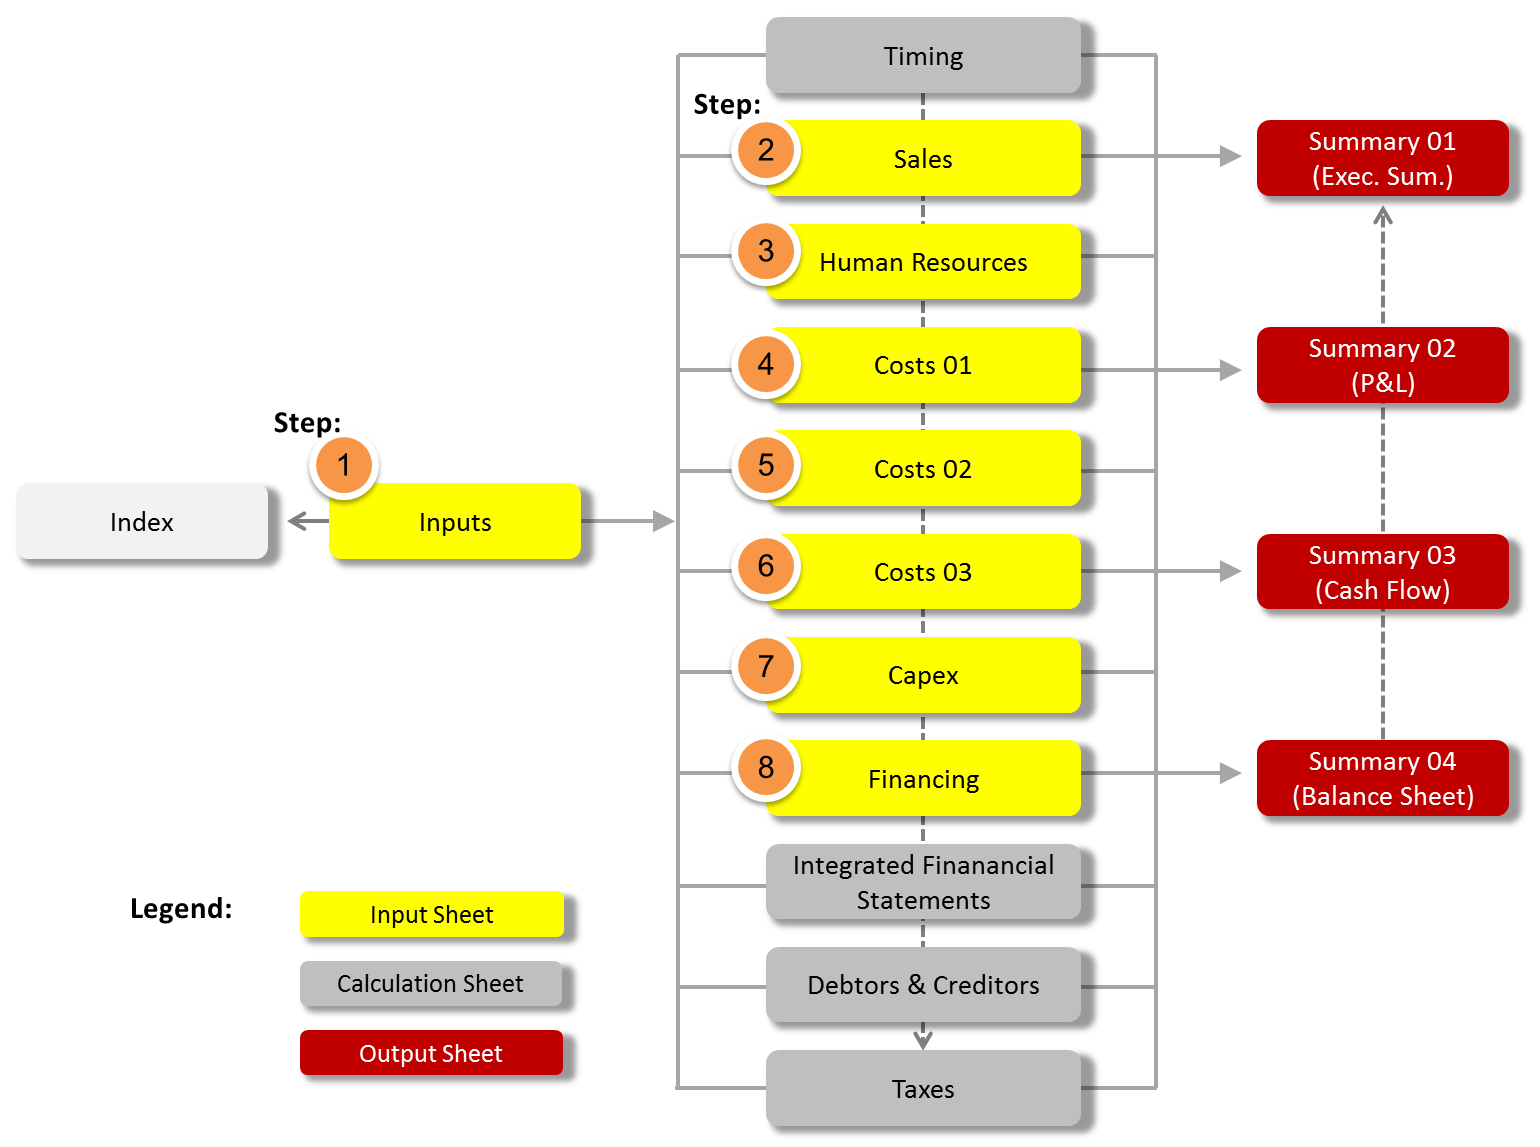 Timing
Step:
2
Sales
3
Human Resources
4
Costs 01
5
Costs 02
6
Costs 03
7
Capex
8
Financing
Integrated Finanancial
Statements
Debtors & Creditors
Taxes
Step:
1
Index
Inputs
Summary 01
(Exec. Sum.)
Summary 02
(P&L)
Summary 03
(Cash Flow)
Summary 04
(Balance Sheet)
Legend:
Input Sheet
Calculation Sheet
Output Sheet